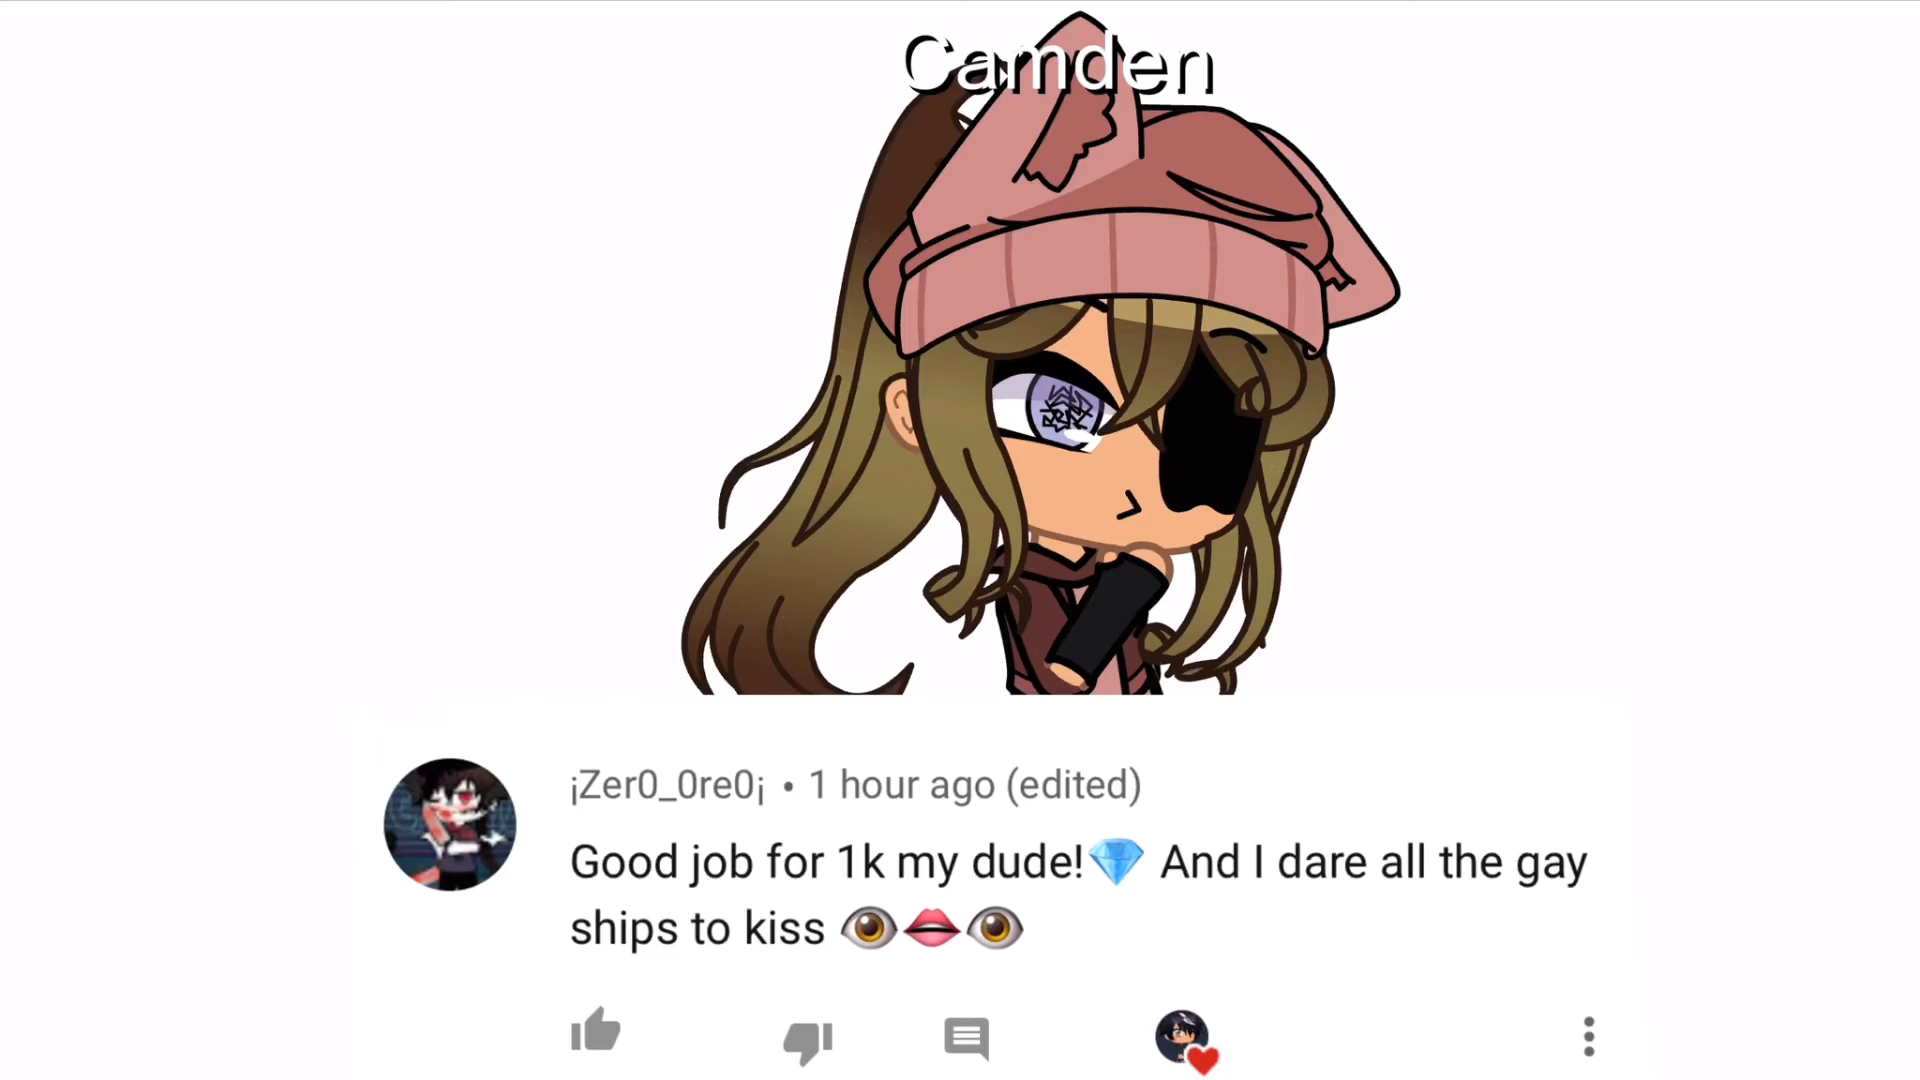 Camden
¡Zer0_0re0¡ • 1 hour ago (edited)
Good job for 1k my dude!💎 And I dare all the gay
ships to kiss 👁️👄👁️